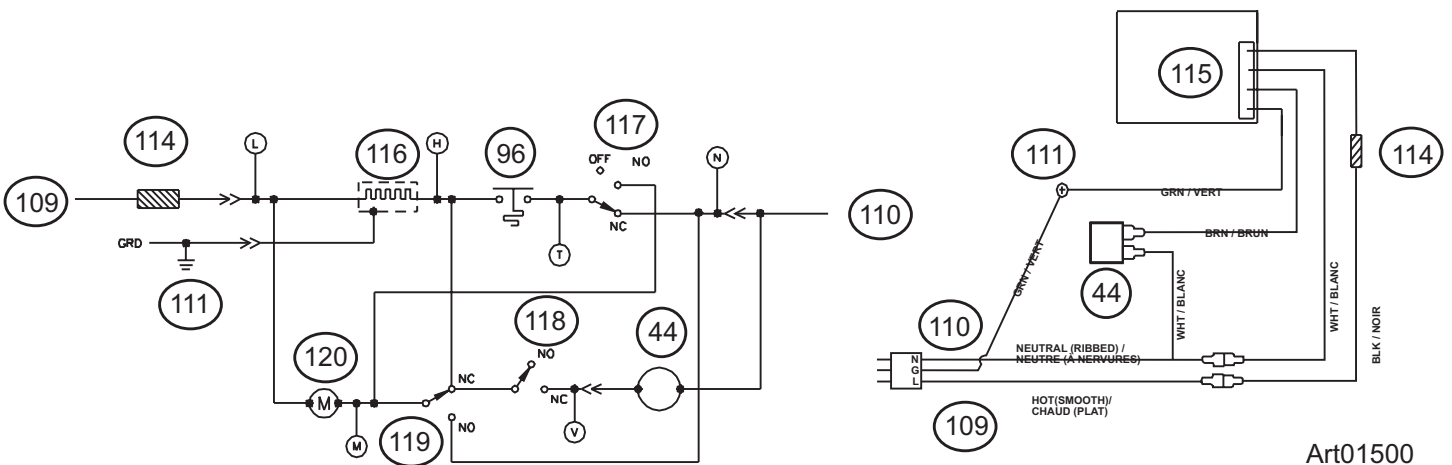 114
L
116
H
96
117
OFF NO
N
109
GRD
NC
110
T
111
118
NO
44
120
NC
M
NC
V
M
119
NO
115
111
114
GRN / VERT
BRN / BRUN
GRN / VERT
44
WHT / BLANC
WHT / BLANC
BLK / NOIR
110
NEUTRAL (RIBBED) /
NEUTRE (À NERVURES)
N
G
L
HOT(SMOOTH)/
CHAUD (PLAT)
109
Art01500